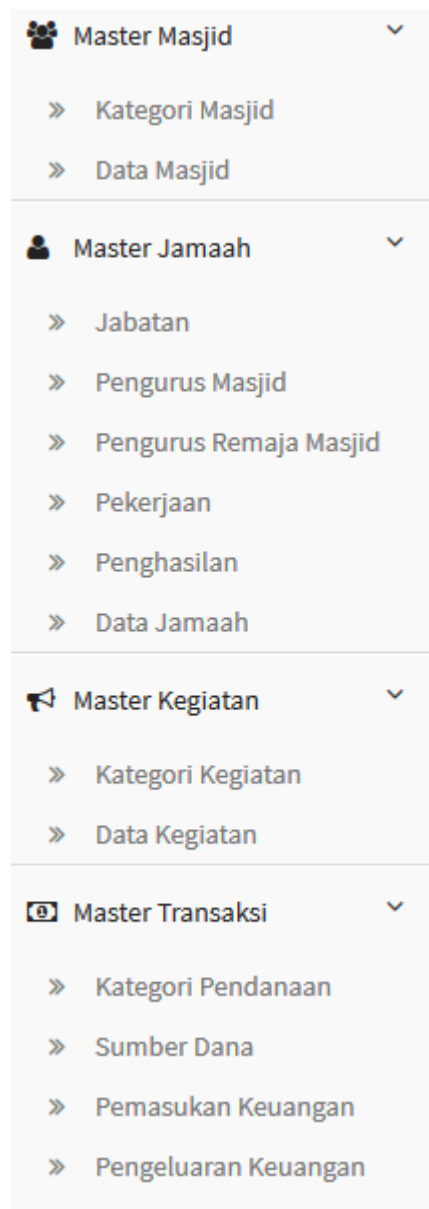 Master Masjid
Kategori Masjid
Data Masjid
Master Jamaah
Jabatan
Pengurus Masjid
Pengurus Remaja Masjid
Pekerjaan
Penghasilan
Data Jamaah
Master Kegiatan
Kategori Kegiatan
Data Kegiatan
Master Transaksi
Kategori Pendanaan
Sumber Dana
Pemasukan Keuangan
Pengeluaran Keuangan